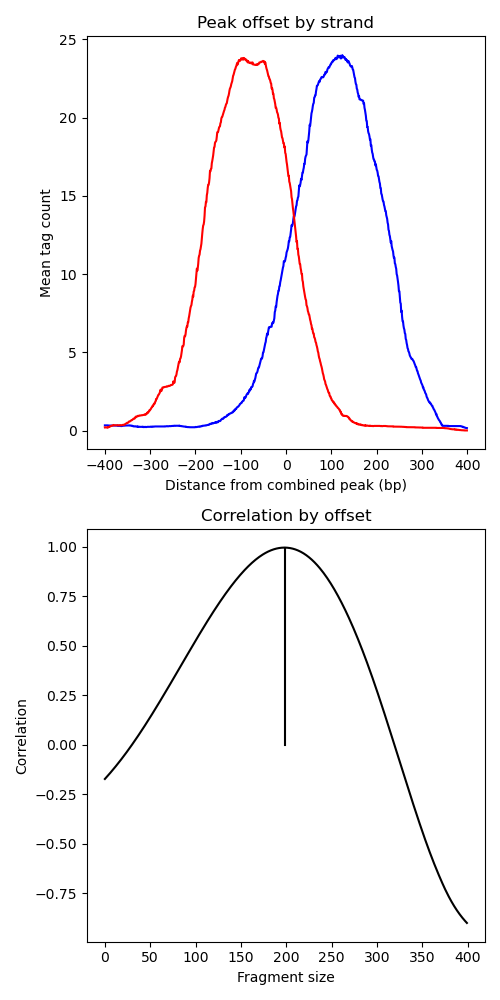 Peak offset by strand
25
20
15
10
5
0
Mean tag count
−400 −300 −200 −100 0 100 200 300 400
Distance from combined peak (bp)
Correlation by offset
1.00
0.75
0.50
0.25
0.00
−0.25
−0.50
−0.75
Correlation
0 50 100 150 200 250 300 350 400
Fragment size